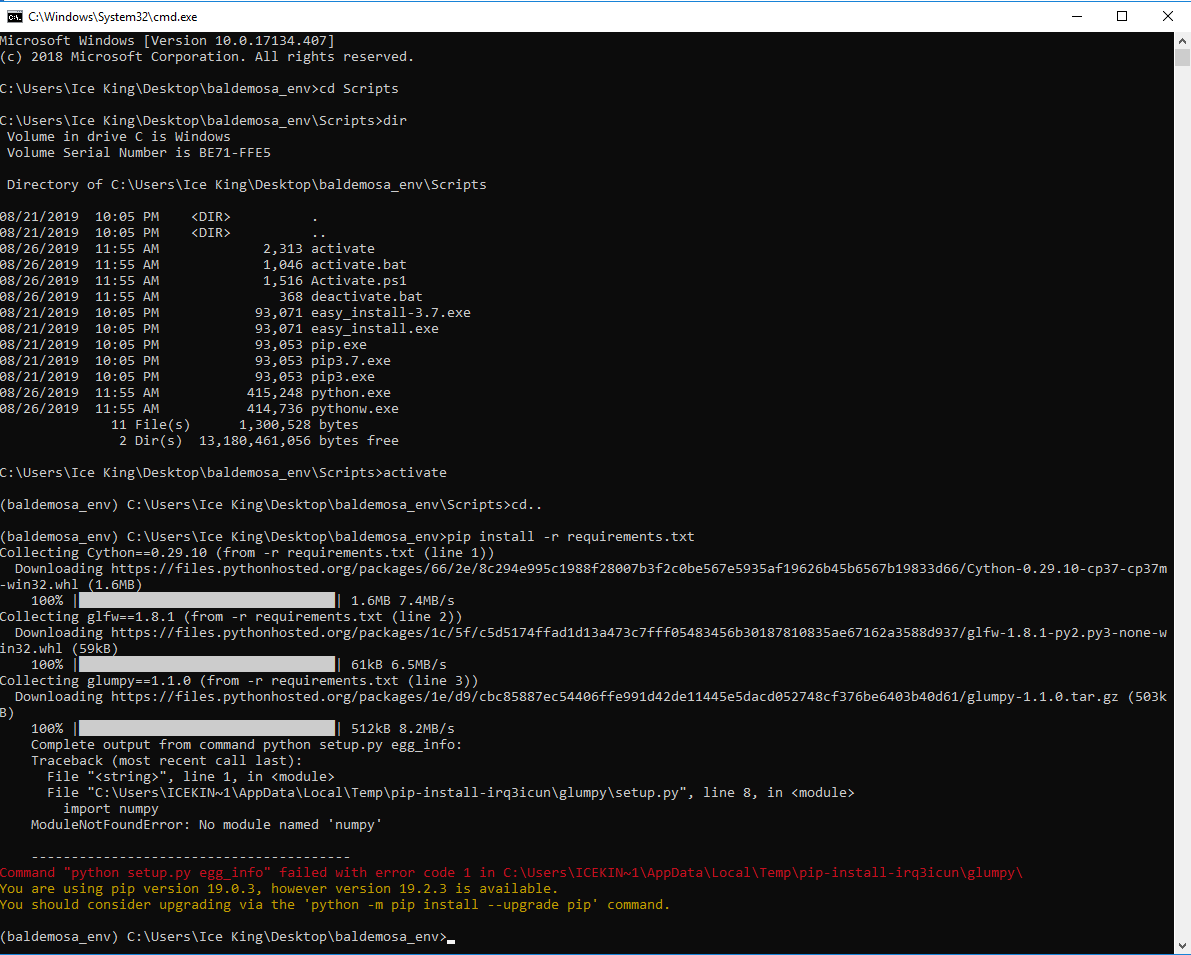 C:\Windows\System32\cmd.exe
Microsoft Windows [Version 10.0.17134.407]
(c) 2018 Microsoft Corporation. All rights reserved.
C:\Users\Ice King\Desktop\baldemosa_env>cd Scripts
C:\Users\Ice King\Desktop\baldemosa_env\Scripts>dir
 Volume in drive C is Windows
 Volume Serial Number is BE71-FFE5
 Directory of C:\Users\Ice King\Desktop\baldemosa_env\Scripts
08/21/2019  10:05 PM    <DIR>          .
08/21/2019  10:05 PM    <DIR>          ..
08/26/2019  11:55 AM             2,313 activate
08/26/2019  11:55 AM             1,046 activate.bat
08/26/2019  11:55 AM             1,516 Activate.ps1
08/26/2019  11:55 AM               368 deactivate.bat
08/21/2019  10:05 PM            93,071 easy_install-3.7.exe
08/21/2019  10:05 PM            93,071 easy_install.exe
08/21/2019  10:05 PM            93,053 pip.exe
08/21/2019  10:05 PM            93,053 pip3.7.exe
08/21/2019  10:05 PM            93,053 pip3.exe
08/26/2019  11:55 AM           415,248 python.exe
08/26/2019  11:55 AM           414,736 pythonw.exe
              11 File(s)      1,300,528 bytes
               2 Dir(s)  13,180,461,056 bytes free
C:\Users\Ice King\Desktop\baldemosa_env\Scripts>activate
(baldemosa_env) C:\Users\Ice King\Desktop\baldemosa_env\Scripts>cd..
(baldemosa_env) C:\Users\Ice King\Desktop\baldemosa_env>pip install -r requirements.txt
Collecting Cython==0.29.10 (from -r requirements.txt (line 1))
  Downloading https://files.pythonhosted.org/packages/66/2e/8c294e995c1988f28007b3f2c0be567e5935af19626b45b6567b19833d66/Cython-0.29.10-cp37-cp37m
-win32.whl (1.6MB)
    100% |████████████████████████████████| 1.6MB 7.4MB/s
Collecting glfw==1.8.1 (from -r requirements.txt (line 2))
  Downloading https://files.pythonhosted.org/packages/1c/5f/c5d5174ffad1d13a473c7fff05483456b30187810835ae67162a3588d937/glfw-1.8.1-py2.py3-none-w
in32.whl (59kB)
    100% |████████████████████████████████| 61kB 6.5MB/s
Collecting glumpy==1.1.0 (from -r requirements.txt (line 3))
  Downloading https://files.pythonhosted.org/packages/1e/d9/cbc85887ec54406ffe991d42de11445e5dacd052748cf376be6403b40d61/glumpy-1.1.0.tar.gz (503k
B)
    100% |████████████████████████████████| 512kB 8.2MB/s
    Complete output from command python setup.py egg_info:
    Traceback (most recent call last):
      File "<string>", line 1, in <module>
      File "C:\Users\ICEKIN~1\AppData\Local\Temp\pip-install-irq3icun\glumpy\setup.py", line 8, in <module>
        import numpy
    ModuleNotFoundError: No module named 'numpy'
    ----------------------------------------
Command "python setup.py egg_info" failed with error code 1 in C:\Users\ICEKIN~1\AppData\Local\Temp\pip-install-irq3icun\glumpy\
You are using pip version 19.0.3, however version 19.2.3 is available.
You should consider upgrading via the 'python -m pip install --upgrade pip' command.
(baldemosa_env) C:\Users\Ice King\Desktop\baldemosa_env>